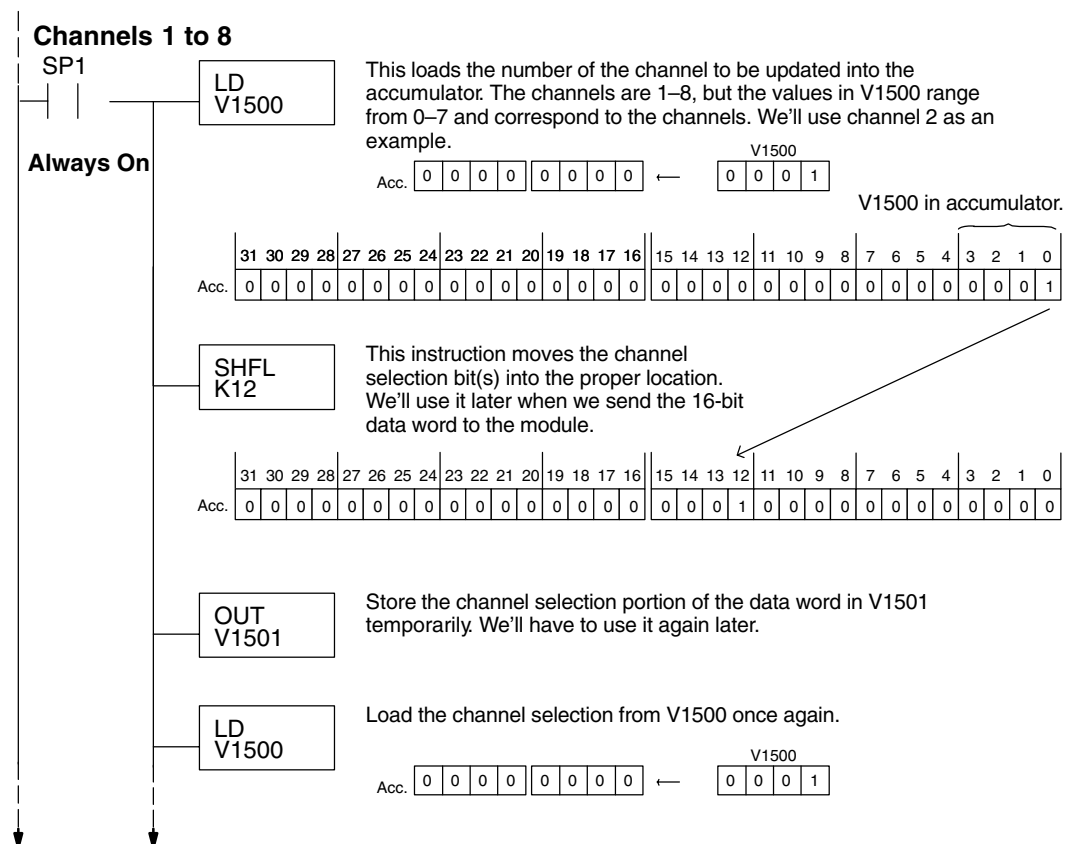 Channels 1 to 8
SP1
Always On
LD
V1500
This loads the number of the channel to be updated into the
accumulator. The channels are 1–8, but the values in V1500 range
from 0–7 and correspond to the channels. We'll use channel 2 as an
example.
V1500
Acc. 0 0 0 0 0 0 0 0 ← 0 0 0 1
V1500 in accumulator.
31 30 29 28 27 26 25 24 23 22 21 20 19 18 17 16 15 14 13 12 11 10 9 8 7 6 5 4 3 2 1 0
Acc. 0 0 0 0 0 0 0 0 0 0 0 0 0 0 0 0 0 0 0 0 0 0 0 0 0 0 0 0 0 0 0 1
SHFL
K12
This instruction moves the channel
selection bit(s) into the proper location.
We'll use it later when we send the 16-bit
data word to the module.
31 30 29 28 27 26 25 24 23 22 21 20 19 18 17 16 15 14 13 12 11 10 9 8 7 6 5 4 3 2 1 0
Acc. 0 0 0 0 0 0 0 0 0 0 0 0 0 0 0 0 0 0 0 1 0 0 0 0 0 0 0 0 0 0 0 0
OUT
V1501
Store the channel selection portion of the data word in V1501
temporarily. We'll have to use it again later.
LD
V1500
Load the channel selection from V1500 once again.
V1500
Acc. 0 0 0 0 0 0 0 0 ← 0 0 0 1